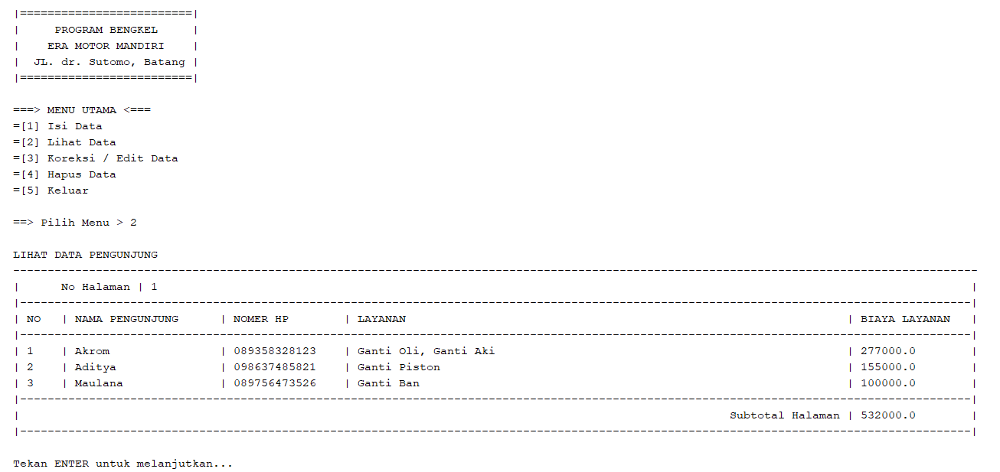 |=========================|
|     PROGRAM BENGKEL     |
|    ERA MOTOR MANDIRI    |
|  JL. dr. Sutomo, Batang |
|=========================|
===> MENU UTAMA <===
=[1] Isi Data
=[2] Lihat Data
=[3] Koreksi / Edit Data
=[4] Hapus Data
=[5] Keluar
==> Pilih Menu > 2
LIHAT DATA PENGUNJUNG
| No Halaman | 1 |
| NO | NAMA PENGUNJUNG | NOMER HP | LAYANAN | BIAYA LAYANAN |
| 1 | Akrom | 089358328123 | Ganti Oli, Ganti Aki | 277000.0 |
| 2 | Aditya | 098637485821 | Ganti Piston | 155000.0 |
| 3 | Maulana | 089756473526 | Ganti Ban | 100000.0 |
| Subtotal Halaman | 532000.0 |
Tekan ENTER untuk melanjutkan...